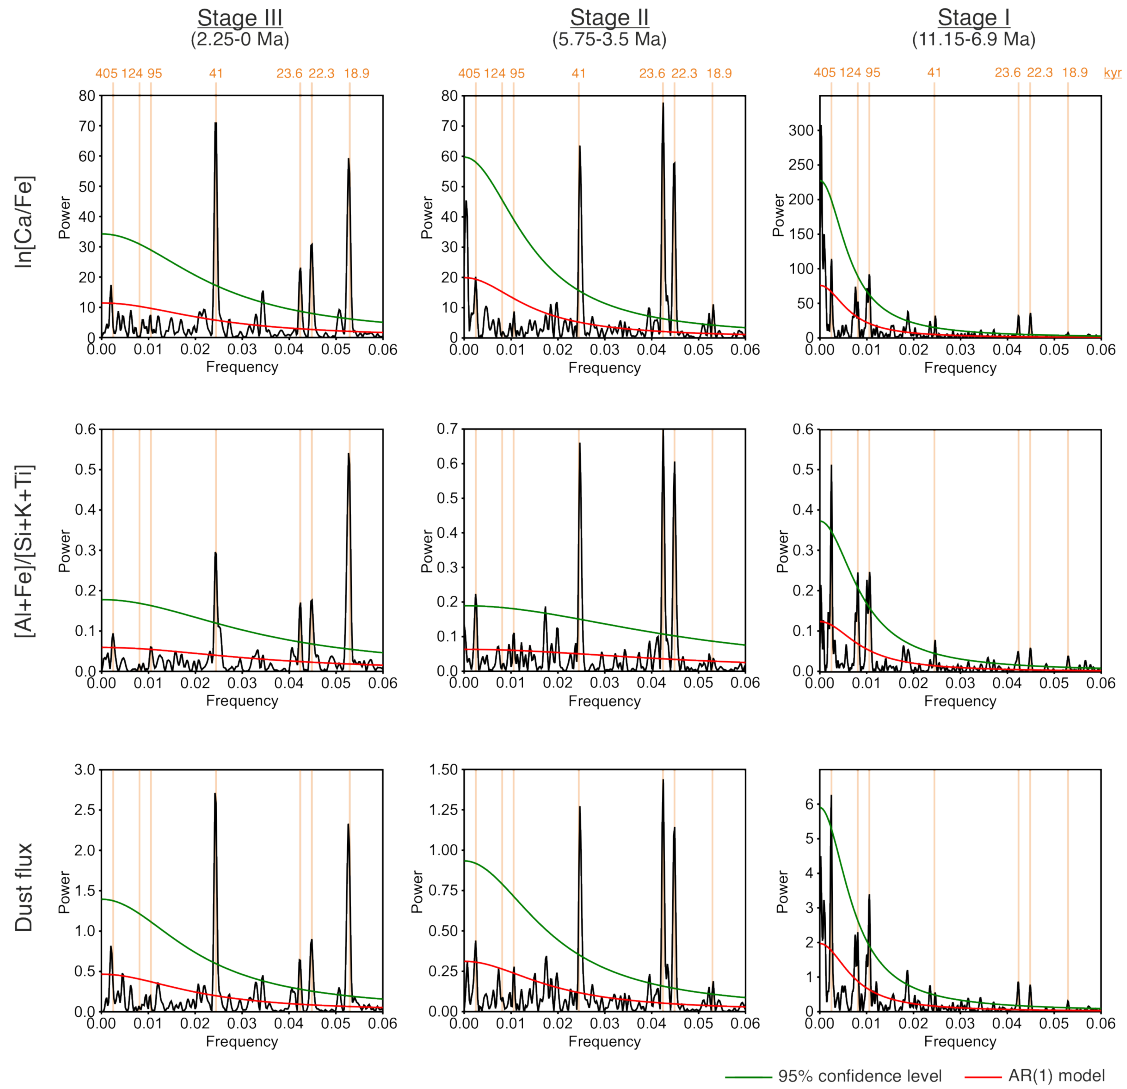 Stage III
(2.25-0 Ma)
Stage II
(5.75-3.5 Ma)
Stage I
(11.15-6.9 Ma)
405 124 95 41 23.6 22.3 18.9
405 124 95 41 23.6 22.3 18.9
405 124 95 41 23.6 22.3 18.9 kyr
ln[Ca/Fe]
Power
80
70
60
50
40
30
20
10
0
0.00 0.01 0.02 0.03 0.04 0.05 0.06
Frequency
Power
80
70
60
50
40
30
20
10
0
0.00 0.01 0.02 0.03 0.04 0.05 0.06
Frequency
Power
300
250
200
150
100
50
0
0.00 0.01 0.02 0.03 0.04 0.05 0.06
Frequency
[Al+Fe]/[Si+K+Ti]
Power
0.6
0.5
0.4
0.3
0.2
0.1
0.0
0.00 0.01 0.02 0.03 0.04 0.05 0.06
Frequency
Power
0.7
0.6
0.5
0.4
0.3
0.2
0.1
0.0
0.00 0.01 0.02 0.03 0.04 0.05 0.06
Frequency
Power
0.6
0.5
0.4
0.3
0.2
0.1
0.0
0.00 0.01 0.02 0.03 0.04 0.05 0.06
Frequency
Dust flux
Power
3.0
2.5
2.0
1.5
1.0
0.5
0.0
0.00 0.01 0.02 0.03 0.04 0.05 0.06
Frequency
Power
1.50
1.25
1.00
0.75
0.50
0.25
0.00
0.00 0.01 0.02 0.03 0.04 0.05 0.06
Frequency
Power
6
5
4
3
2
1
0
0.00 0.01 0.02 0.03 0.04 0.05 0.06
Frequency
95% confidence level
AR(1) model